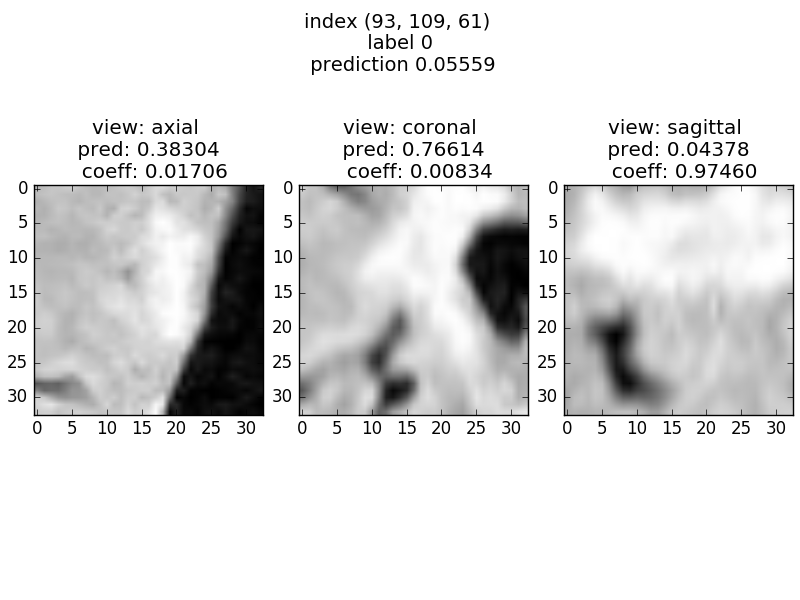 index (93, 109, 61)
label 0
prediction 0.05559
view: axial
pred: 0.38304
coeff: 0.01706
view: coronal
pred: 0.76614
coeff: 0.00834
view: sagittal
pred: 0.04378
coeff: 0.97460
0
5
10
15
20
25
30
0 5 10 15 20 25 30
0
5
10
15
20
25
30
0 5 10 15 20 25 30
0
5
10
15
20
25
30
0 5 10 15 20 25 30